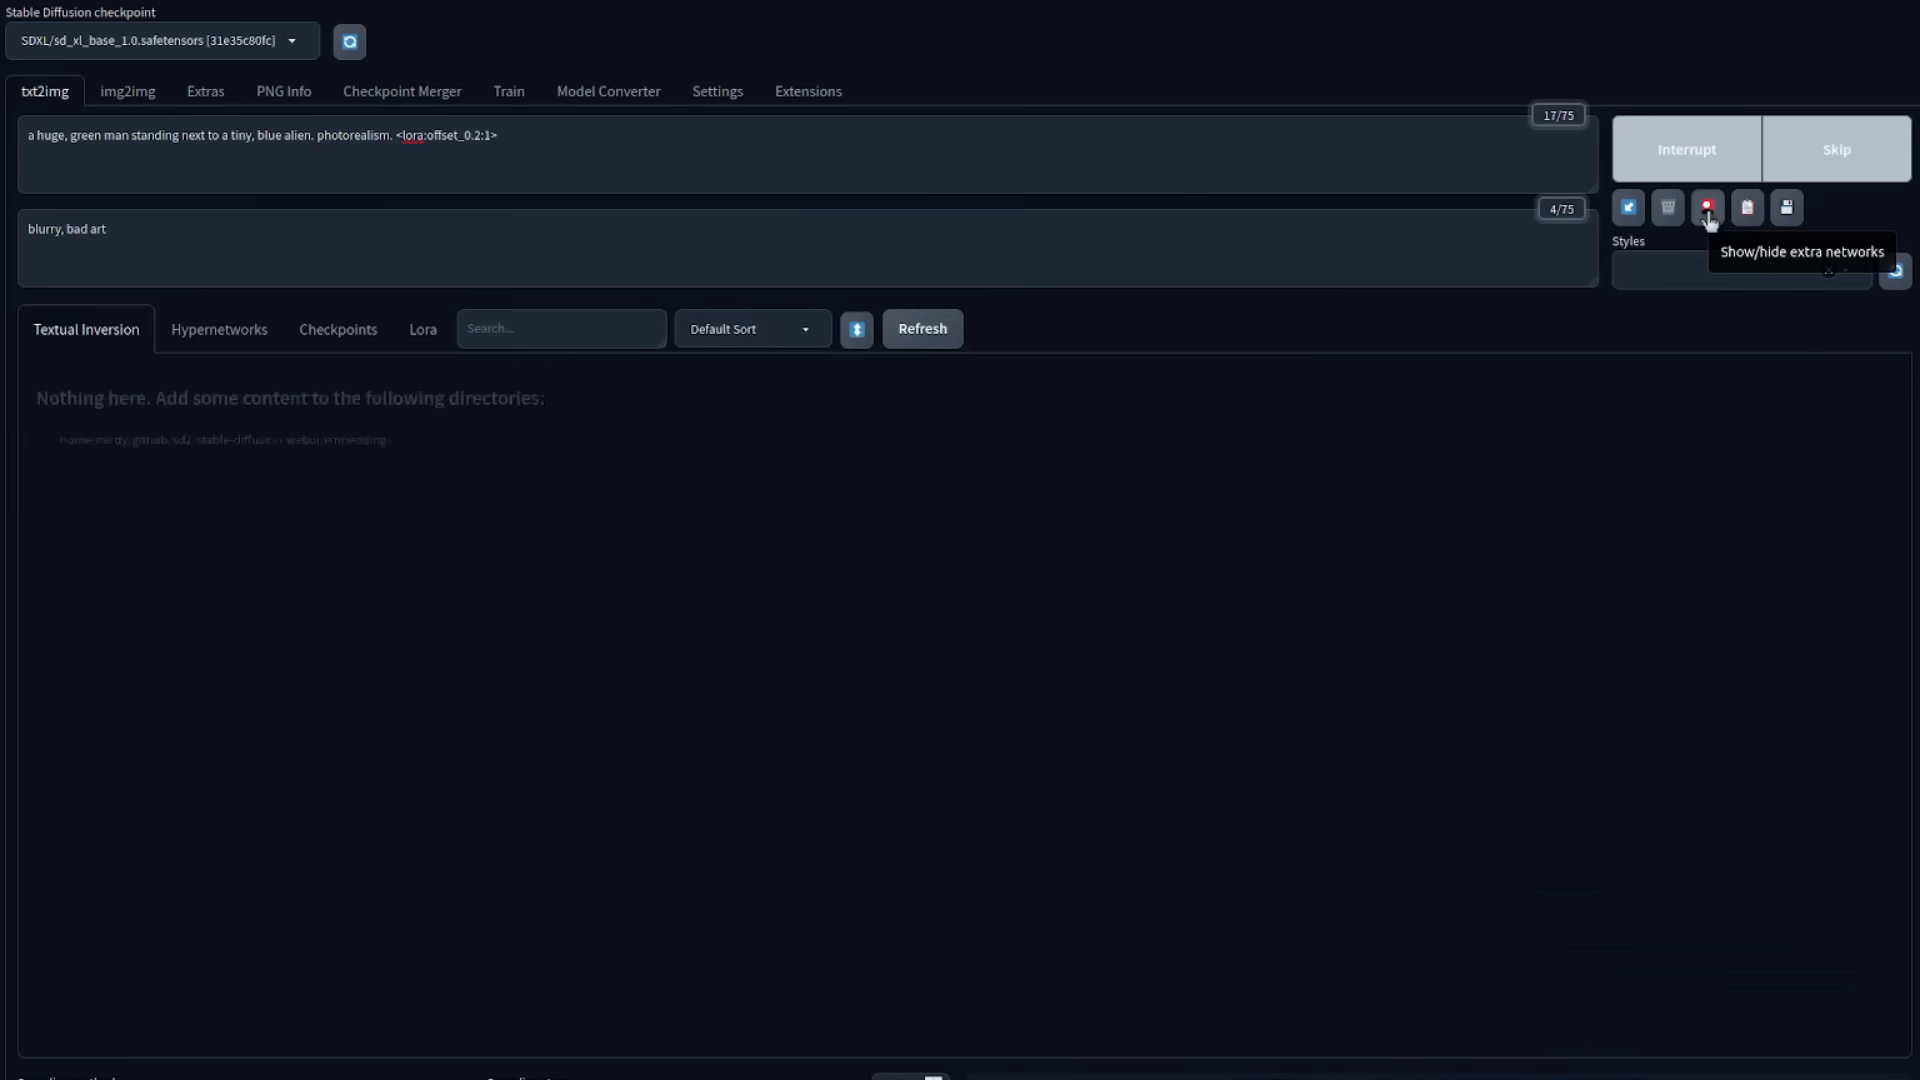 Stable Diffusion checkpoint
SDXL/sd_xl_base_1.0.safetensors [31e35c80fc]
txt2img img2img Extras PNG Info Checkpoint Merger Train Model Converter Settings Extensions
17/75
a huge, green man standing next to a tiny, blue alien. photorealism. <lora:offset_0.2:1>
Interrupt Skip
4/75
blurry, bad art
Styles
Show/hide extra networks
Textual Inversion Hypernetworks Checkpoints Lora Search... Default Sort Refresh
Nothing here. Add some content to the following directories: